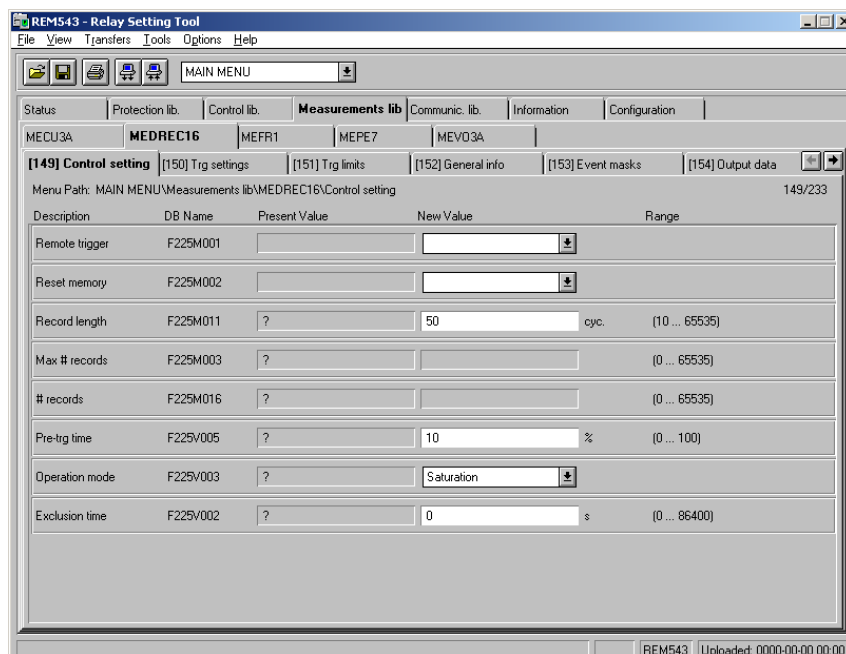 REM543 - Relay Setting Tool
File View Transfers Tools Options Help
MAIN MENU
Status Protection lib. Control lib. Measurements lib Communic. lib. Information Configuration
MECU3A MEDREC16 MEFR1 MEPE7 MEVO3A
[149] Control setting [150] Trg settings [151] Trg limits [152] General info [153] Event masks [154] Output data
Menu Path: MAIN MENU\Measurements lib\MEDREC16\Control setting 149/233
Description DB Name Present Value New Value Range
Remote trigger F225M001
Reset memory F225M002
Record length F225M011 ? 50 cyc. (10 ... 65535)
Max # records F225M003 ? (0 ... 65535)
# records F225M016 ? (0 ... 65535)
Pre-trg time F225V005 ? 10 % (0 ... 100)
Operation mode F225V003 ? Saturation
Exclusion time F225V002 ? 0 s (0 ... 86400)
REM543 Uploaded: 0000-00-00 00:00